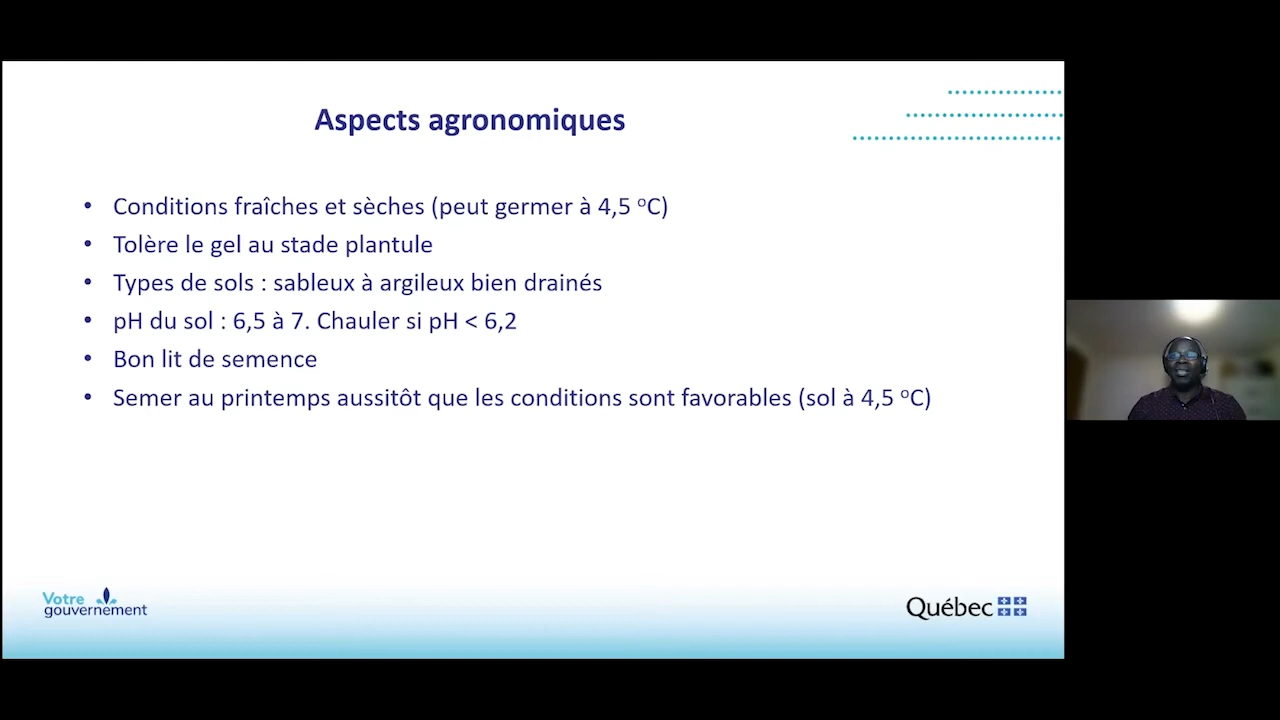 Aspects agronomiques
• Conditions fraîches et sèches (peut germer à 4,5 ºC)
• Tolère le gel au stade plantule
• Types de sols : sableux à argileux bien drainés
• pH du sol : 6,5 à 7. Chauler si pH < 6,2
• Bon lit de semence
• Semer au printemps aussitôt que les conditions sont favorables (sol à 4,5 ºC)
Votre
gouvernement
Québec